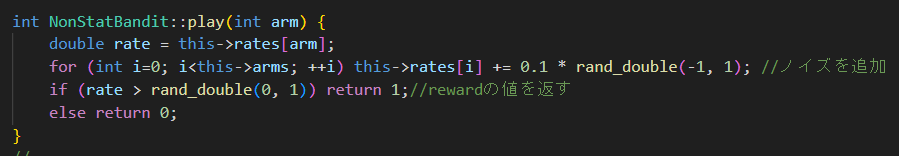 int NonStatBandit::play(int arm) {
    double rate = this->rates[arm];
    for (int i=0; i<this->arms; ++i) this->rates[i] += 0.1 * rand_double(-1, 1); //ノイズを追加
    if (rate > rand_double(0, 1)) return 1;//rewardの値を返す
    else return 0;
}
//